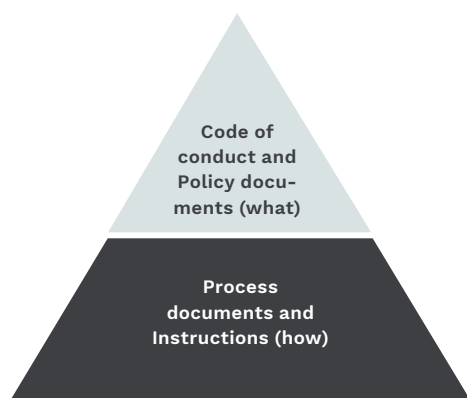 Code of
conduct and
Policy docu-
ments (what)
Process
documents and
Instructions (how)